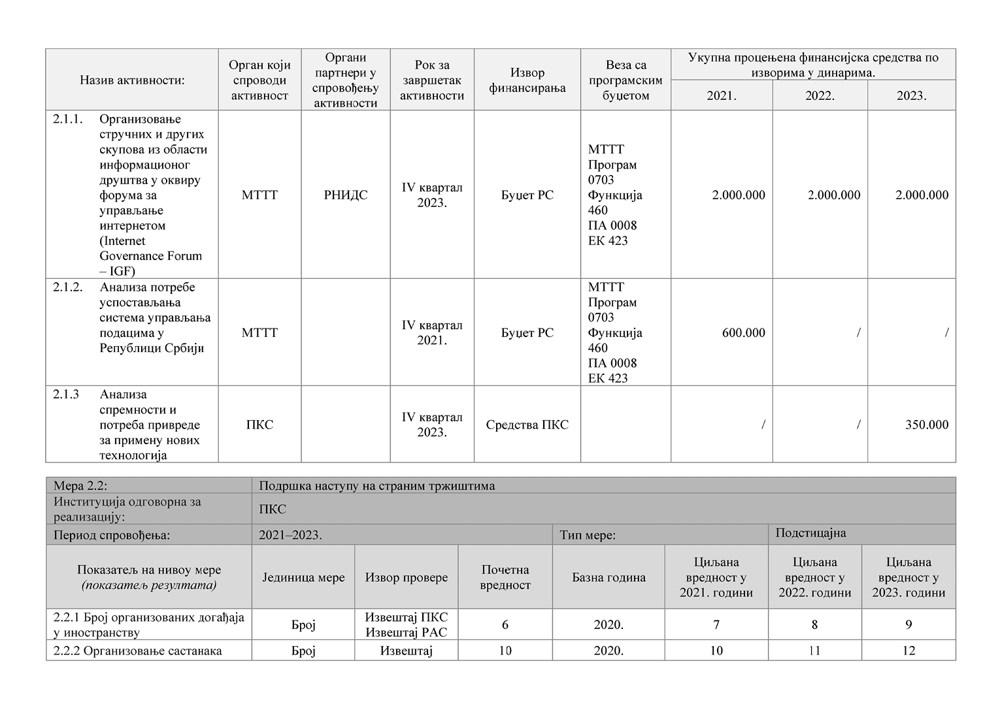 Назив активности:
Орган који
спроводи
активност
Органи
партнери у
спровођењу
активности
Рок за
завршетак
активности
Извор
финансирања
Веза са
програмским
буџетом
Укупна процењена финансијска средства по
изворима у динарима.
2021.
2022.
2023.
2.1.1. Организовање
стручних и других
скупова из области
информационог
друштва у оквиру
форума за
управљање
интернетом
(Internet
Governance Forum
– IGF)
МТТТ
РНИДС
IV квартал
2023.
Буџет РС
МТТТ
Програм
0703
Функција
460
ПА 0008
ЕК 423
2.000.000
2.000.000
2.000.000
2.1.2. Анализа потребе
успостављања
система управљања
подацима у
Републици Србији
МТТТ
IV квартал
2021.
Буџет РС
МТТТ
Програм
0703
Функција
460
ПА 0008
ЕК 423
600.000
/
/
2.1.3 Анализа
спремности и
потреба привреде
за примену нових
технологија
ПКС
IV квартал
2023.
Средства ПКС
/
/
350.000
Мера 2.2:
Подршка наступу на страним тржиштима
Институција одговорна за
реализацију:
ПКС
Период спровођења:
2021–2023.
Тип мере:
Подстицајна
Показатељ на нивоу мере
(показатељ резултата)
Јединица мере
Извор провере
Почетна
вредност
Базна година
Циљана
вредност у
2021. години
Циљана
вредност у
2022. години
Циљана
вредност у
2023. години
2.2.1 Број организованих догађаја
у иностранству
Број
Извештај ПКС
Извештај РАС
6
2020.
7
8
9
2.2.2 Организовање састанака
Број
Извештај
10
2020.
10
11
12